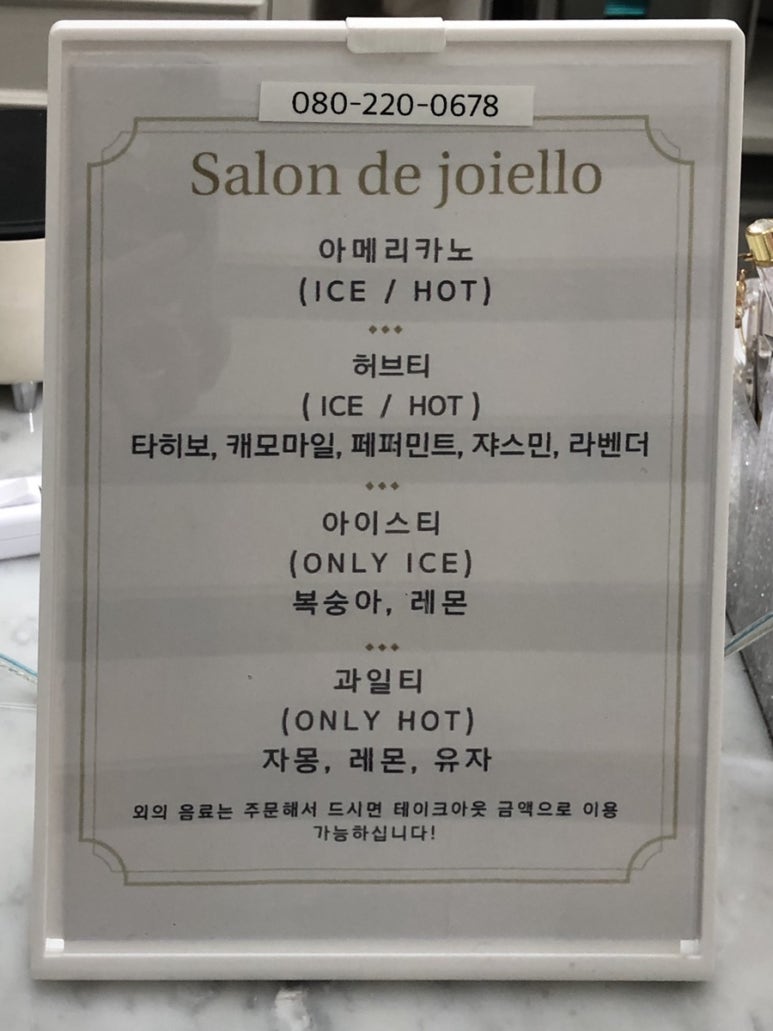 080-220-0678
Salon de joiello
아메리카노
(ICE / HOT)
허브티
( ICE / HOT )
타히보, 캐모마일, 페퍼민트, 쟈스민, 라벤더
아이스티
(ONLY ICE)
복숭아, 레몬
과일티
(ONLY HOT)
자몽, 레몬, 유자
외의 음료는 주문해서 드시면 테이크아웃 금액으로 이용
가능하십니다!